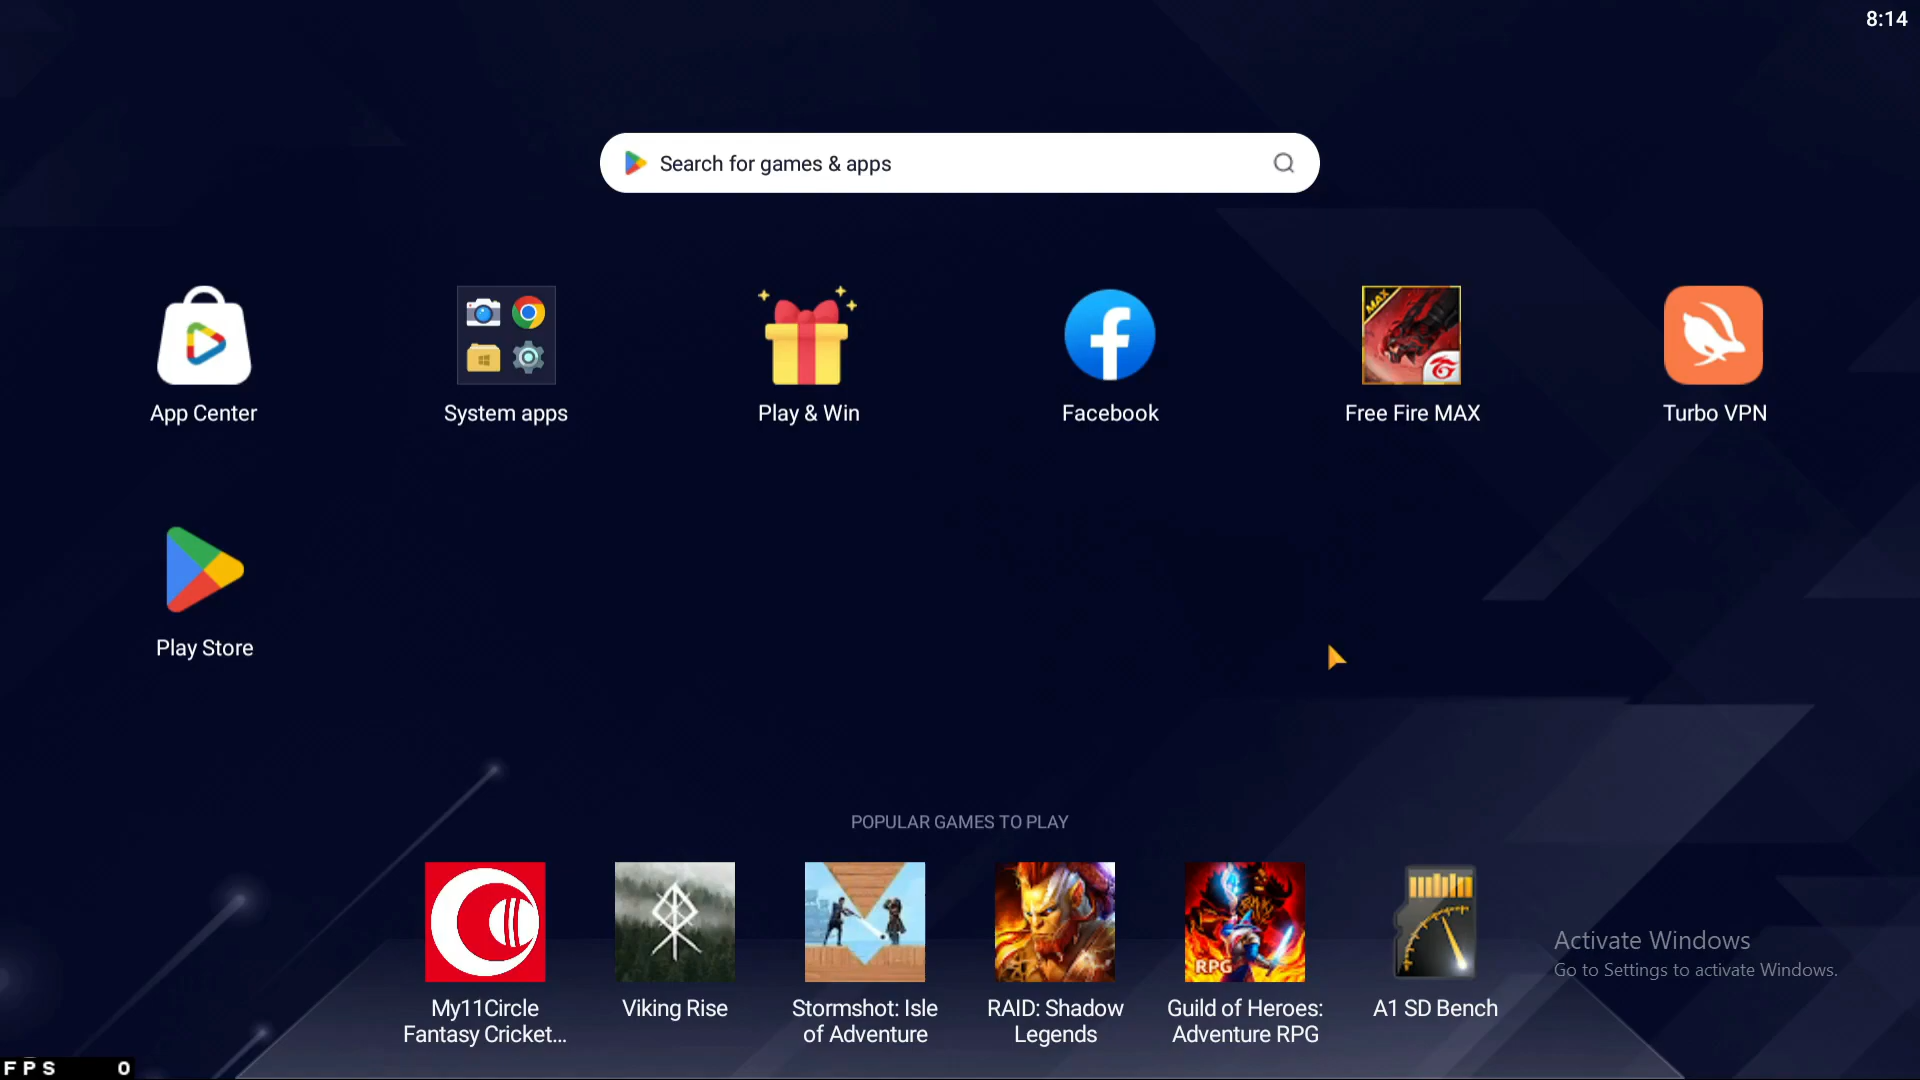 8:14
Search for games & apps
App Center
System apps
Play & Win
Facebook
MAX
Free Fire MAX
Turbo VPN
Play Store
POPULAR GAMES TO PLAY
RPG
My11Circle
Fantasy Cricket...
Viking Rise
Stormshot: Isle
of Adventure
RAID: Shadow
Legends
Guild of Heroes:
Adventure RPG
A1 SD Bench
Activate Windows
Go to Settings to activate Windows.
FPS 0